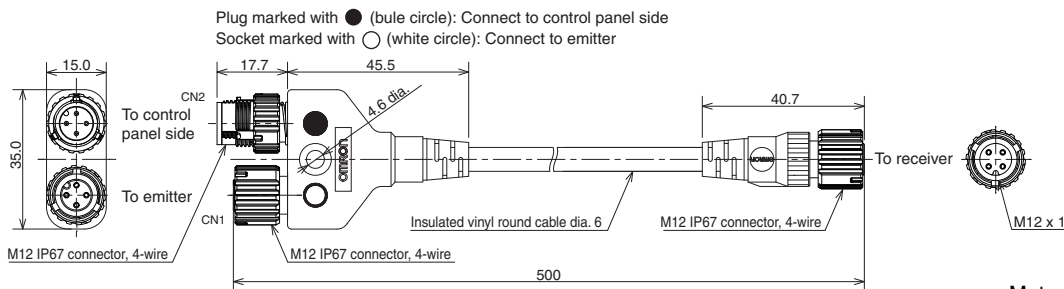 Plug marked with ● (bule circle): Connect to control panel side
Socket marked with ○ (white circle): Connect to emitter
15.0
17.7
45.5
40.7
4.6 dia.
CN2
To control
panel side
35.0
OMRON
OMRON
To receiver
To emitter
CN1
Insulated vinyl round cable dia. 6
M12 IP67 connector, 4-wire
M12 x 1
M12 IP67 connector, 4-wire
M12 IP67 connector, 4-wire
500